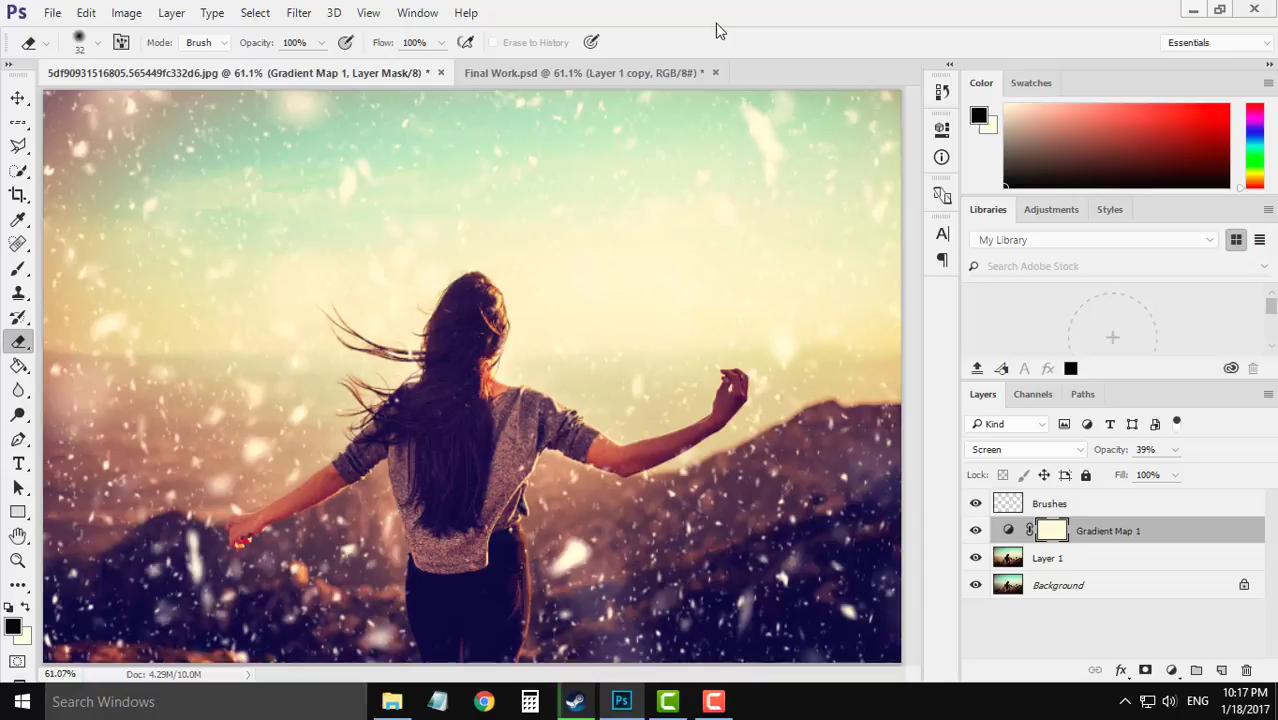 Ps File Edit Image Layer Type Select Filter 3D View Window Help
32 Mode: Brush Opacity: 100% Flow: 100% Erase to History Essentials
5df90931516805.565449fc332d6.jpg @ 61.1% (Gradient Map 1, Layer Mask/8) * × Final Work.psd @ 61.1% (Layer 1 copy, RGB/8#) * ×
Color Swatches
Libraries Adjustments Styles
My Library
Search Adobe Stock
Layers Channels Paths
Kind
Screen Opacity: 39%
Lock: Fill: 100%
Brushes
Gradient Map 1
Layer 1
Background
61.07% Doc: 4.29M/10.0M
Search Windows Ps ENG 10:17 PM
1/18/2017